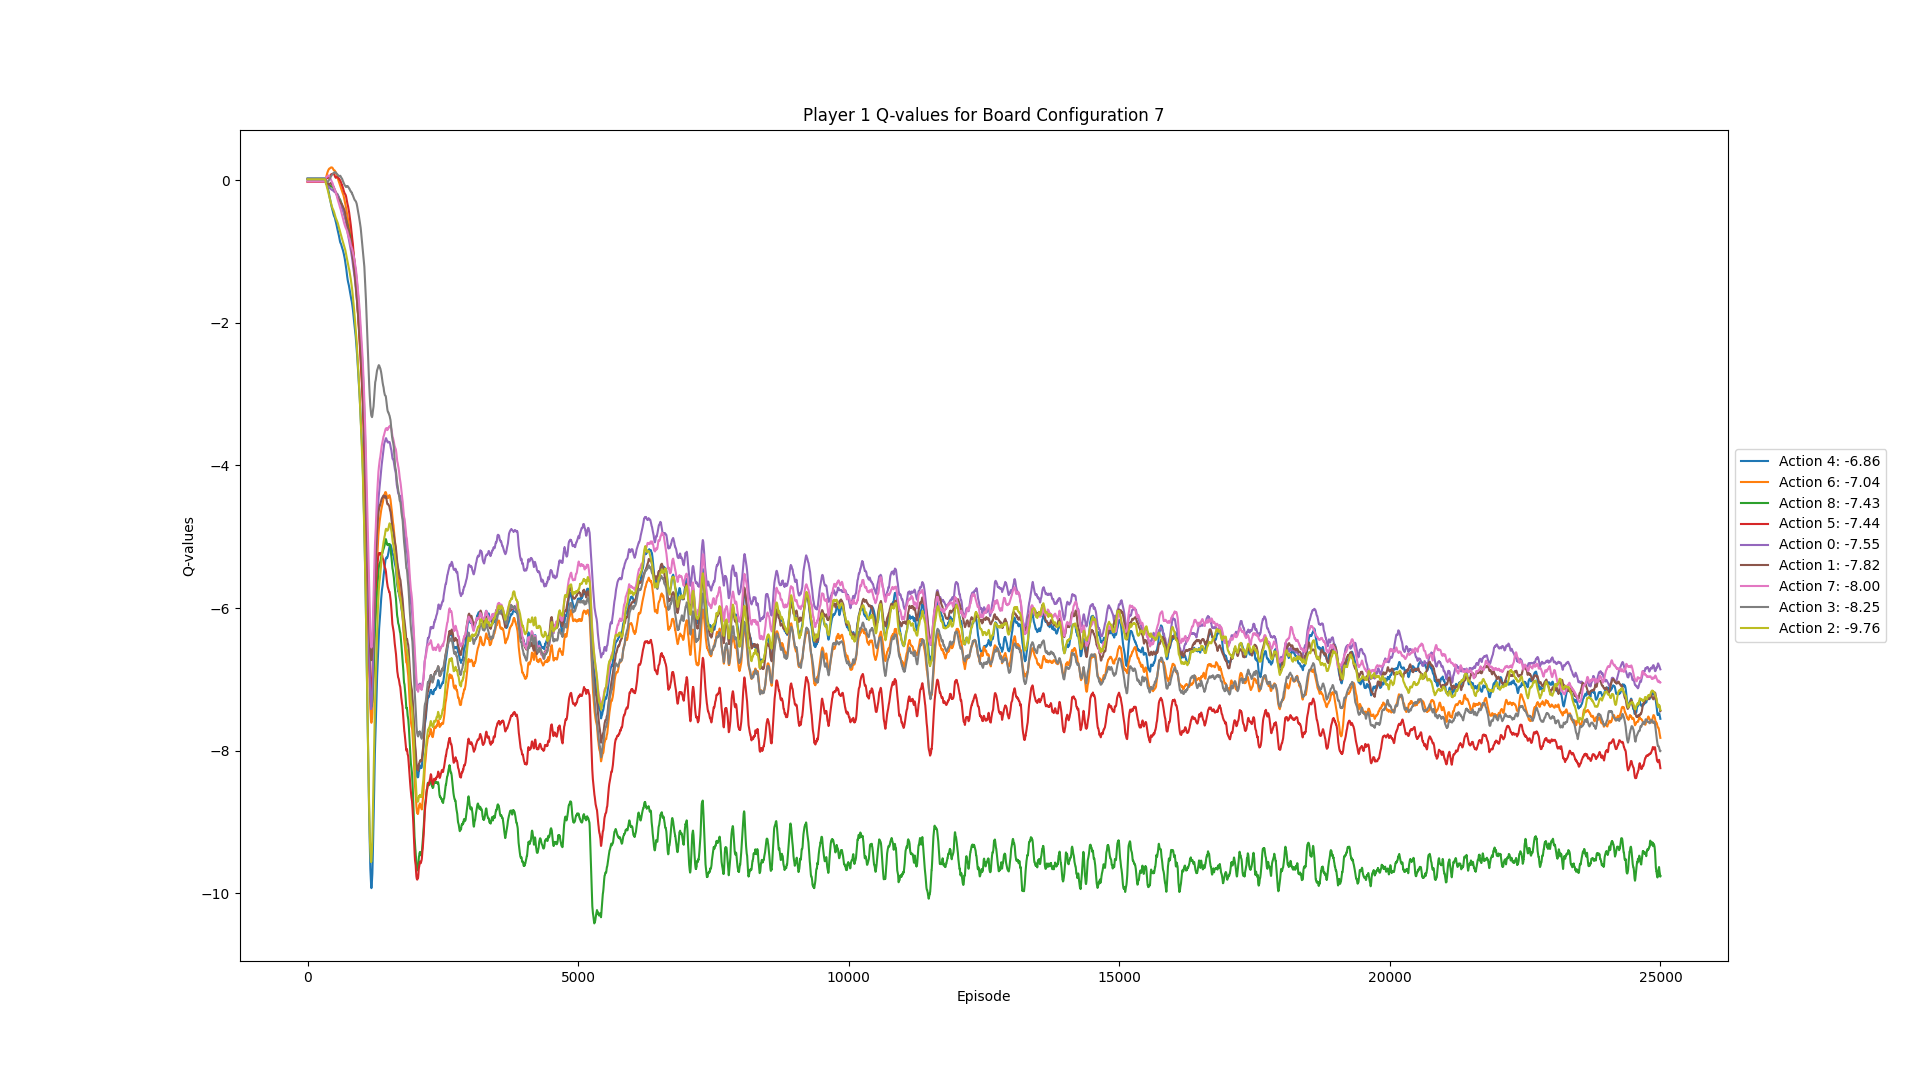 Player 1 Q-values for Board Configuration 7
0
−2
−4
−6
−8
−10
Q-values
0
5000
10000
15000
20000
25000
Episode
Action 4: -6.86
Action 6: -7.04
Action 8: -7.43
Action 5: -7.44
Action 0: -7.55
Action 1: -7.82
Action 7: -8.00
Action 3: -8.25
Action 2: -9.76